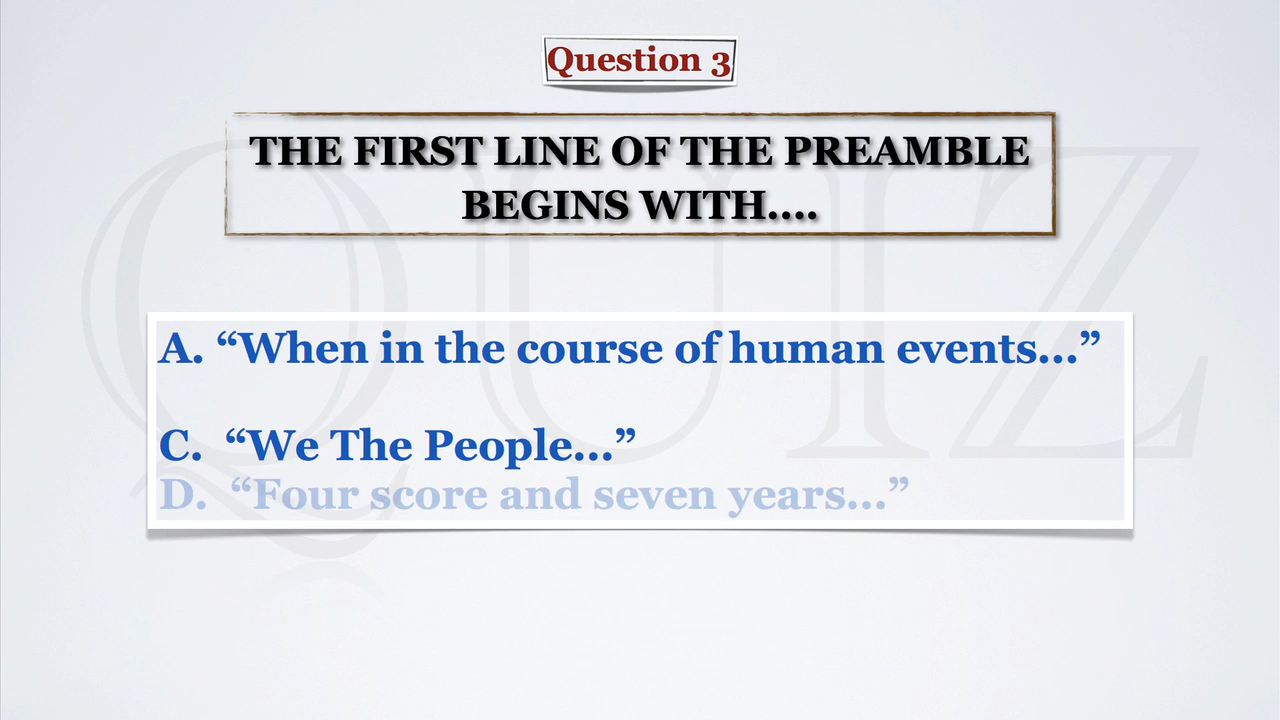 Question 3
THE FIRST LINE OF THE PREAMBLE
BEGINS WITH....
QUIZ
A. “When in the course of human events...”
C. “We The People...”
D. “Four score and seven years...”